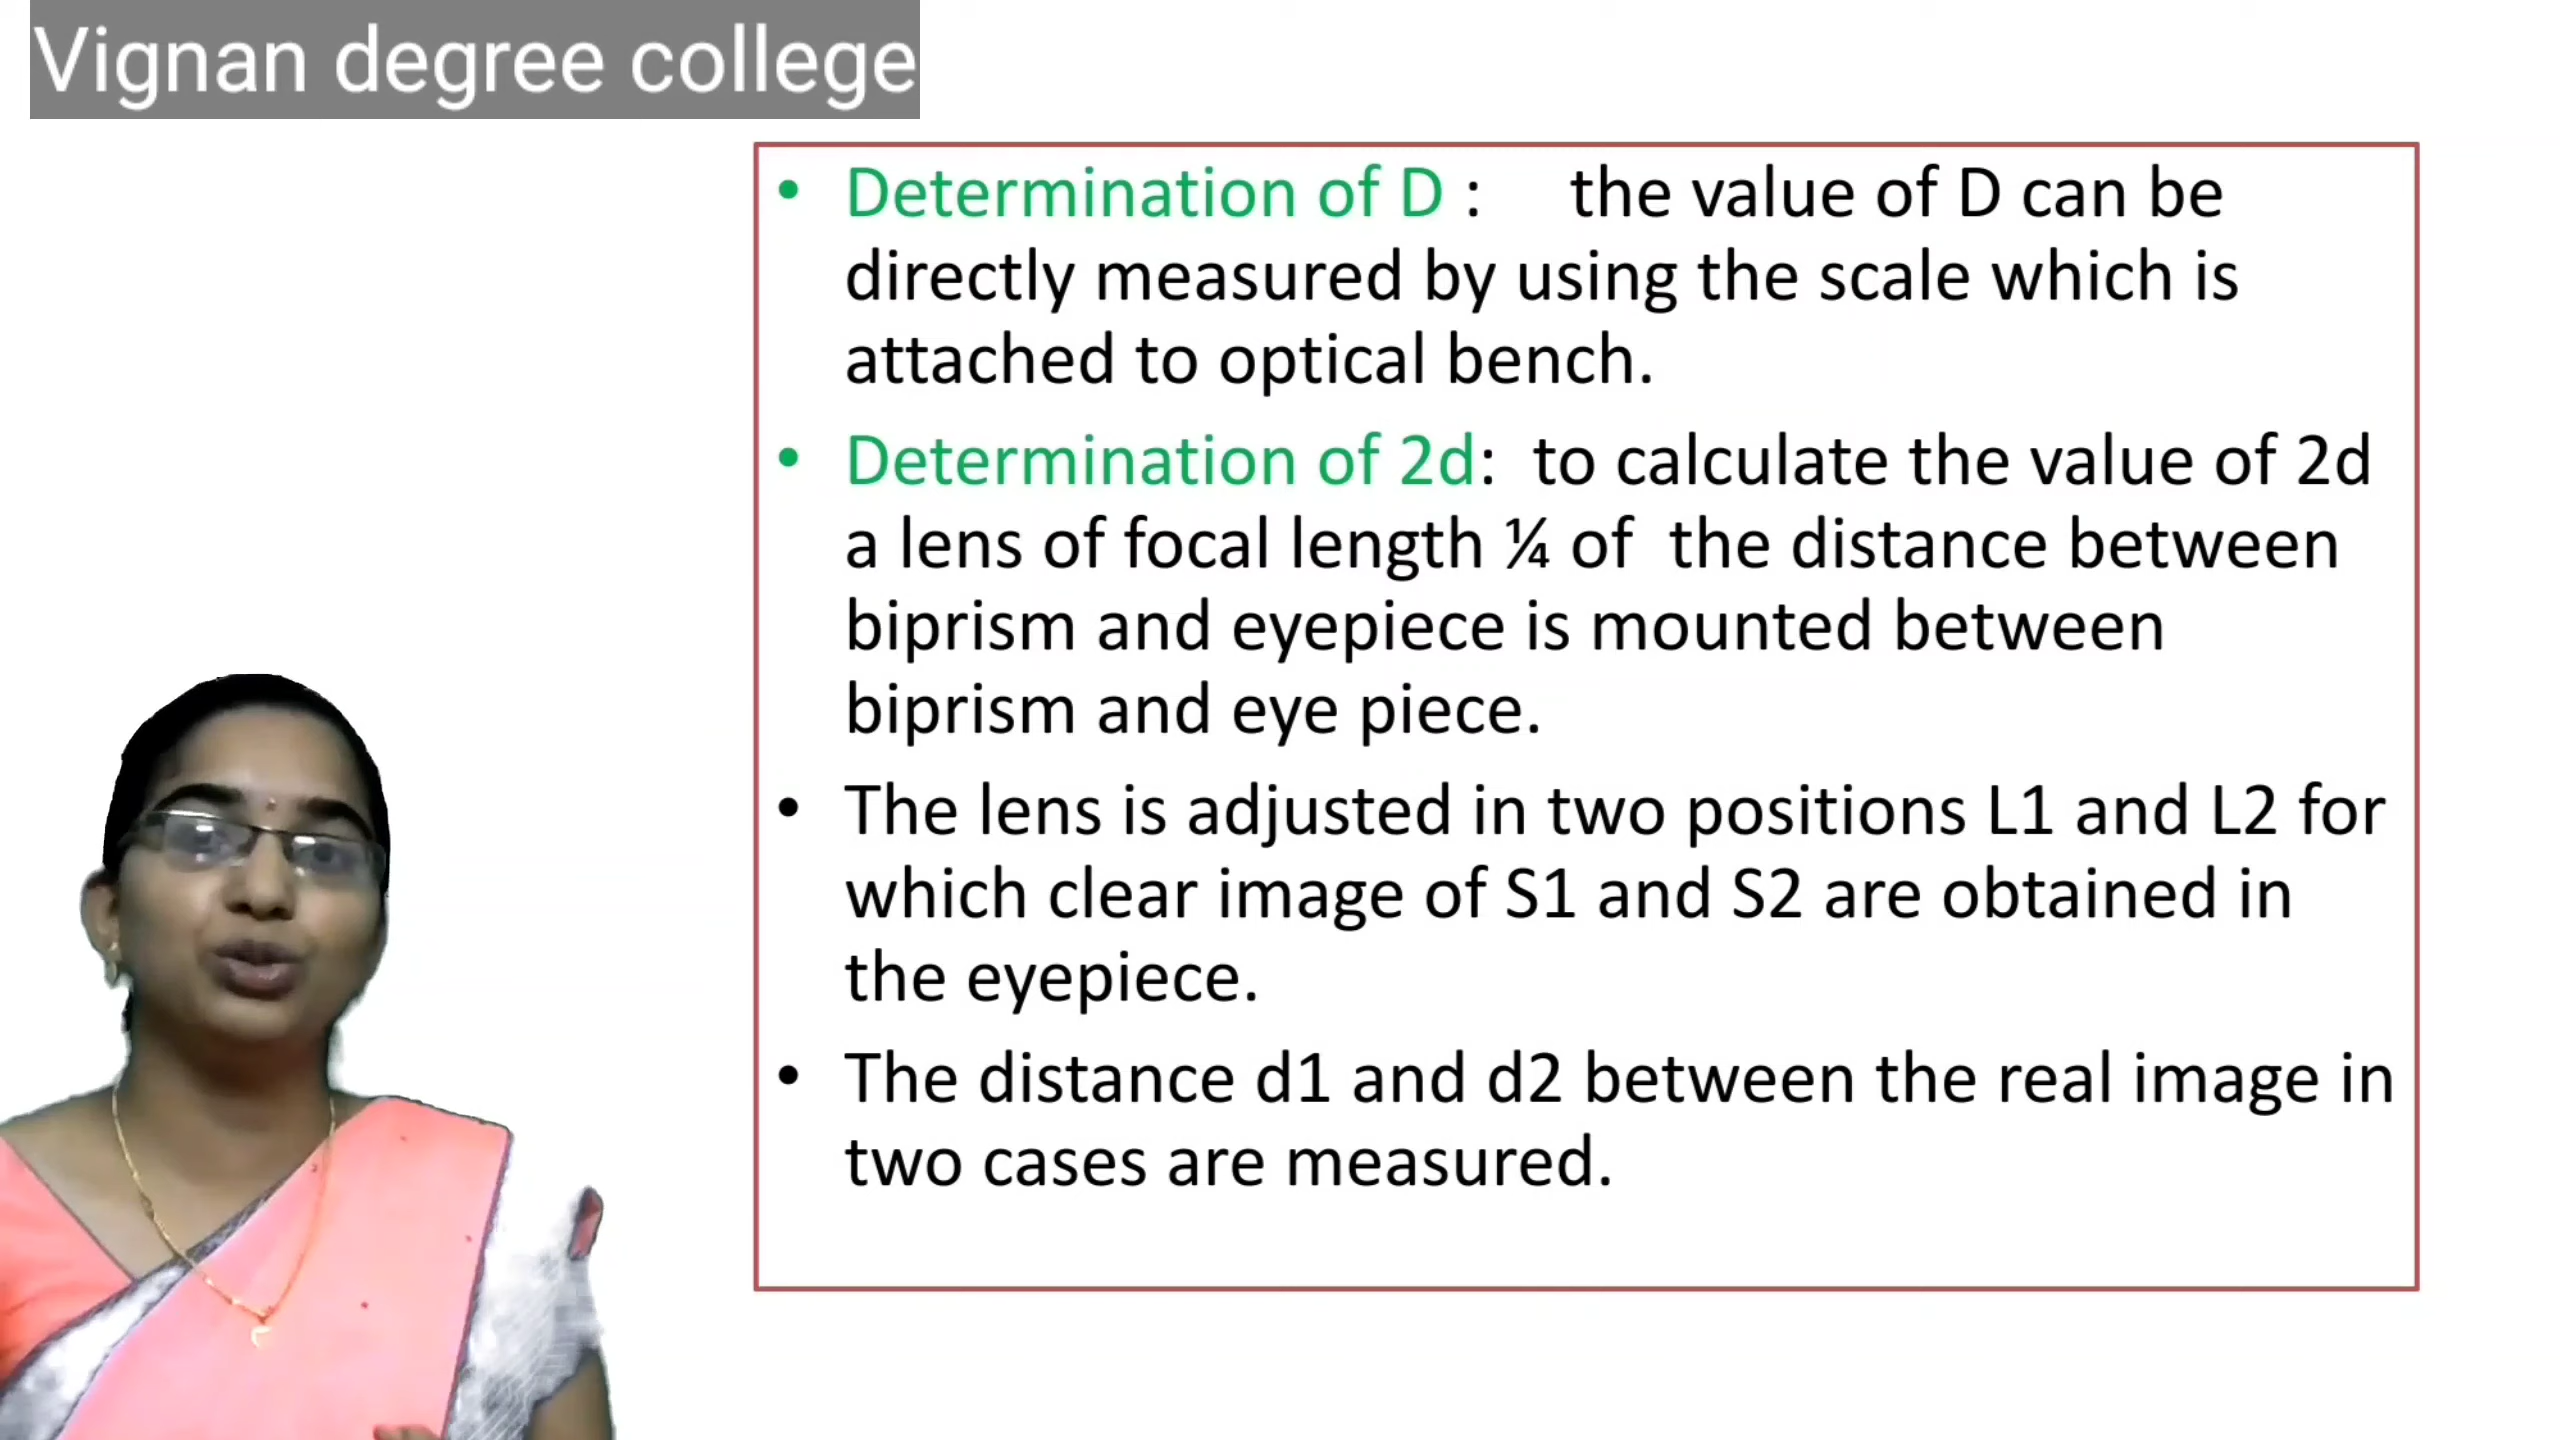 Vignan degree college
• Determination of D : the value of D can be
directly measured by using the scale which is
attached to optical bench.
• Determination of 2d: to calculate the value of 2d
a lens of focal length ¼ of the distance between
biprism and eyepiece is mounted between
biprism and eye piece.
• The lens is adjusted in two positions L1 and L2 for
which clear image of S1 and S2 are obtained in
the eyepiece.
• The distance d1 and d2 between the real image in
two cases are measured.